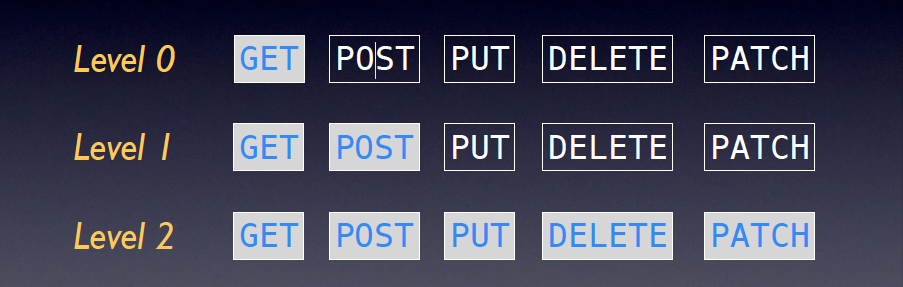 Level 0 GET POST PUT DELETE PATCH
Level 1 GET POST PUT DELETE PATCH
Level 2 GET POST PUT DELETE PATCH